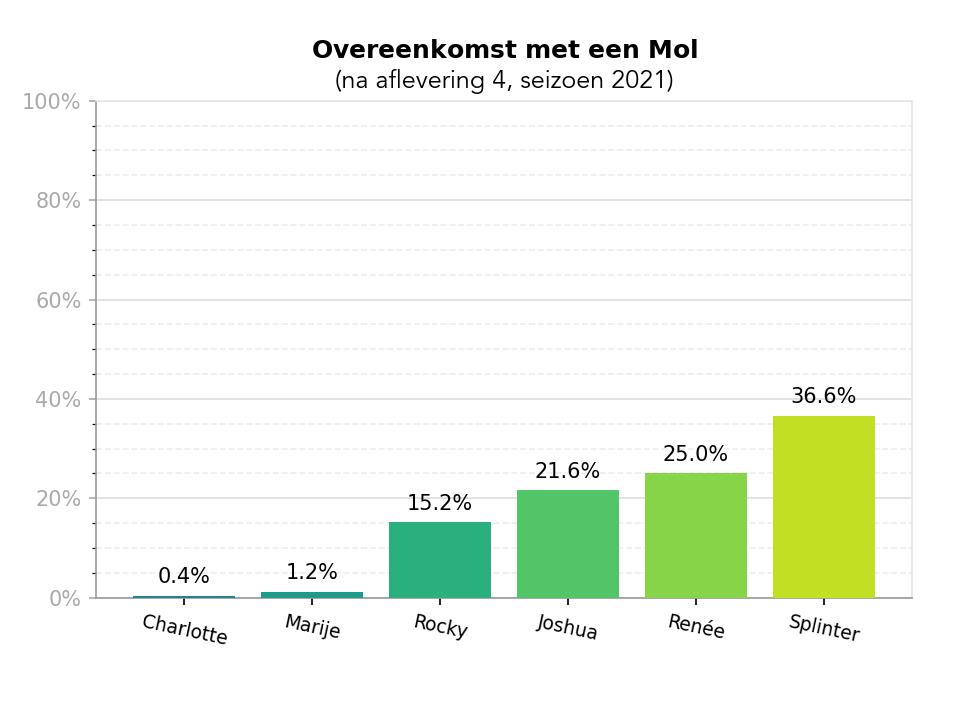 Overeenkomst met een Mol
(na aflevering 4, seizoen 2021)
100%
80%
60%
40%
20%
0%
0.4%
1.2%
15.2%
21.6%
25.0%
36.6%
Charlotte
Marije
Rocky
Joshua
Renée
Splinter